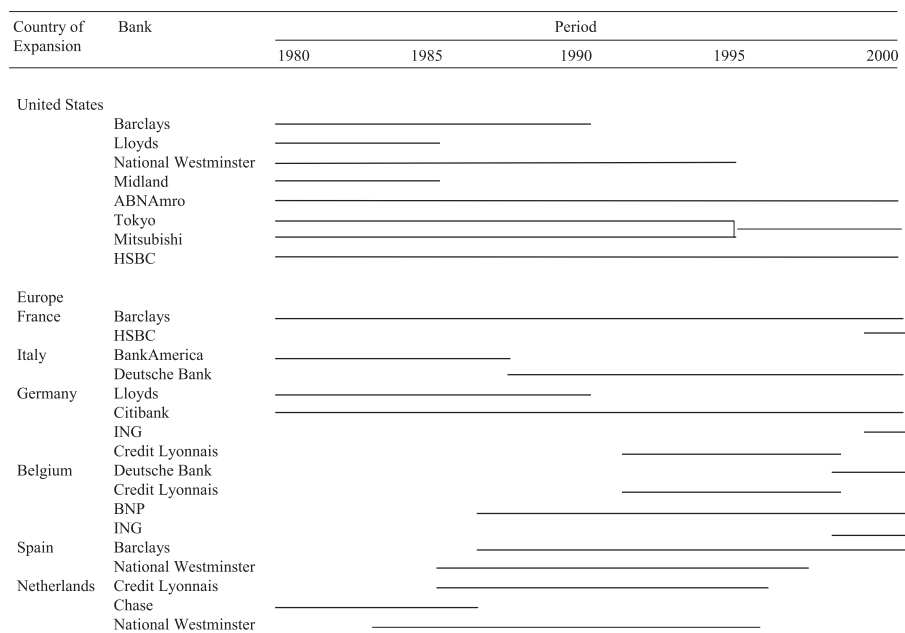 Country of Expansion Bank Period
1980 1985 1990 1995 2000
United States
Barclays
Lloyds
National Westminster
Midland
ABNAmro
Tokyo
Mitsubishi
HSBC
Europe
France Barclays
HSBC
Italy BankAmerica
Deutsche Bank
Germany Lloyds
Citibank
ING
Credit Lyonnais
Belgium Deutsche Bank
Credit Lyonnais
BNP
ING
Spain Barclays
National Westminster
Netherlands Credit Lyonnais
Chase
National Westminster